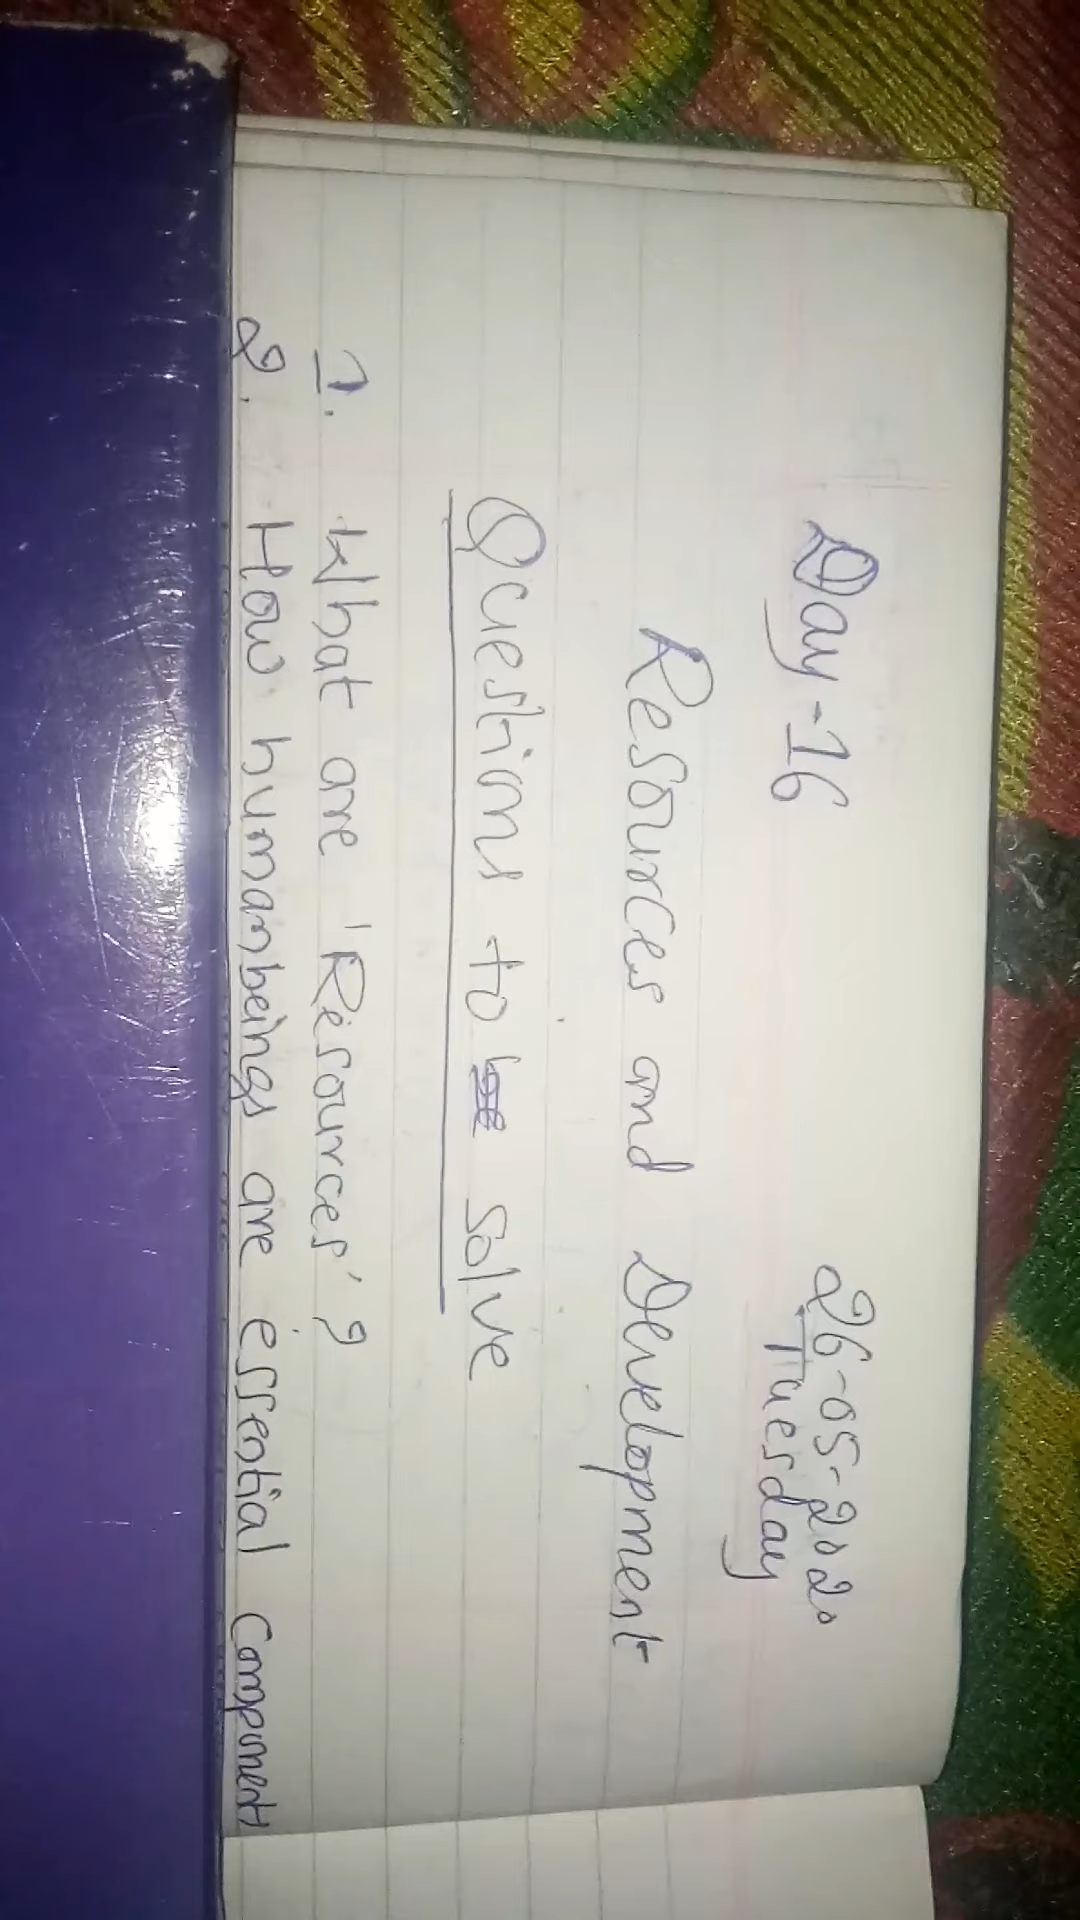 Day-16
26-05-2020
Tuesday
Resources and Development
Questions to solve
1. What are 'Resources'?
2. How humanbeings are essential component